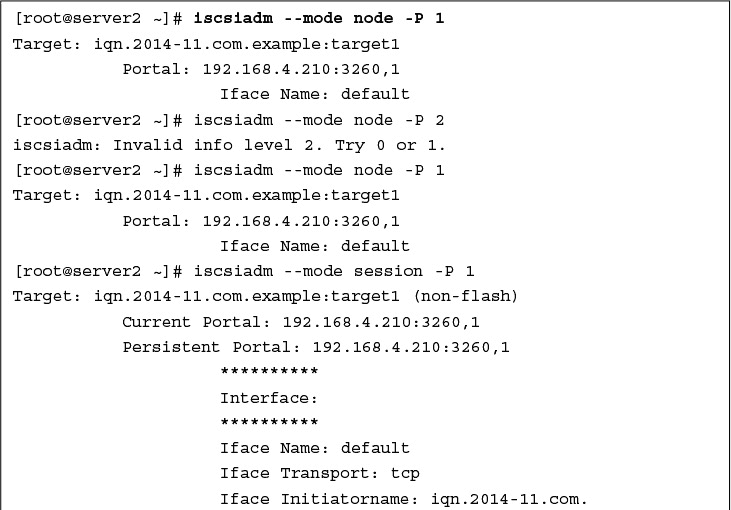 [root@server2 ~]# iscsiadm --mode node -P 1
Target: iqn.2014-11.com.example:target1
Portal: 192.168.4.210:3260,1
Iface Name: default
[root@server2 ~]# iscsiadm --mode node -P 2
iscsiadm: Invalid info level 2. Try 0 or 1.
[root@server2 ~]# iscsiadm --mode node -P 1
Target: iqn.2014-11.com.example:target1
Portal: 192.168.4.210:3260,1
Iface Name: default
[root@server2 ~]# iscsiadm --mode session -P 1
Target: iqn.2014-11.com.example:target1 (non-flash)
Current Portal: 192.168.4.210:3260,1
Persistent Portal: 192.168.4.210:3260,1
**********
Interface:
**********
Iface Name: default
Iface Transport: tcp
Iface Initiatorname: iqn.2014-11.com.